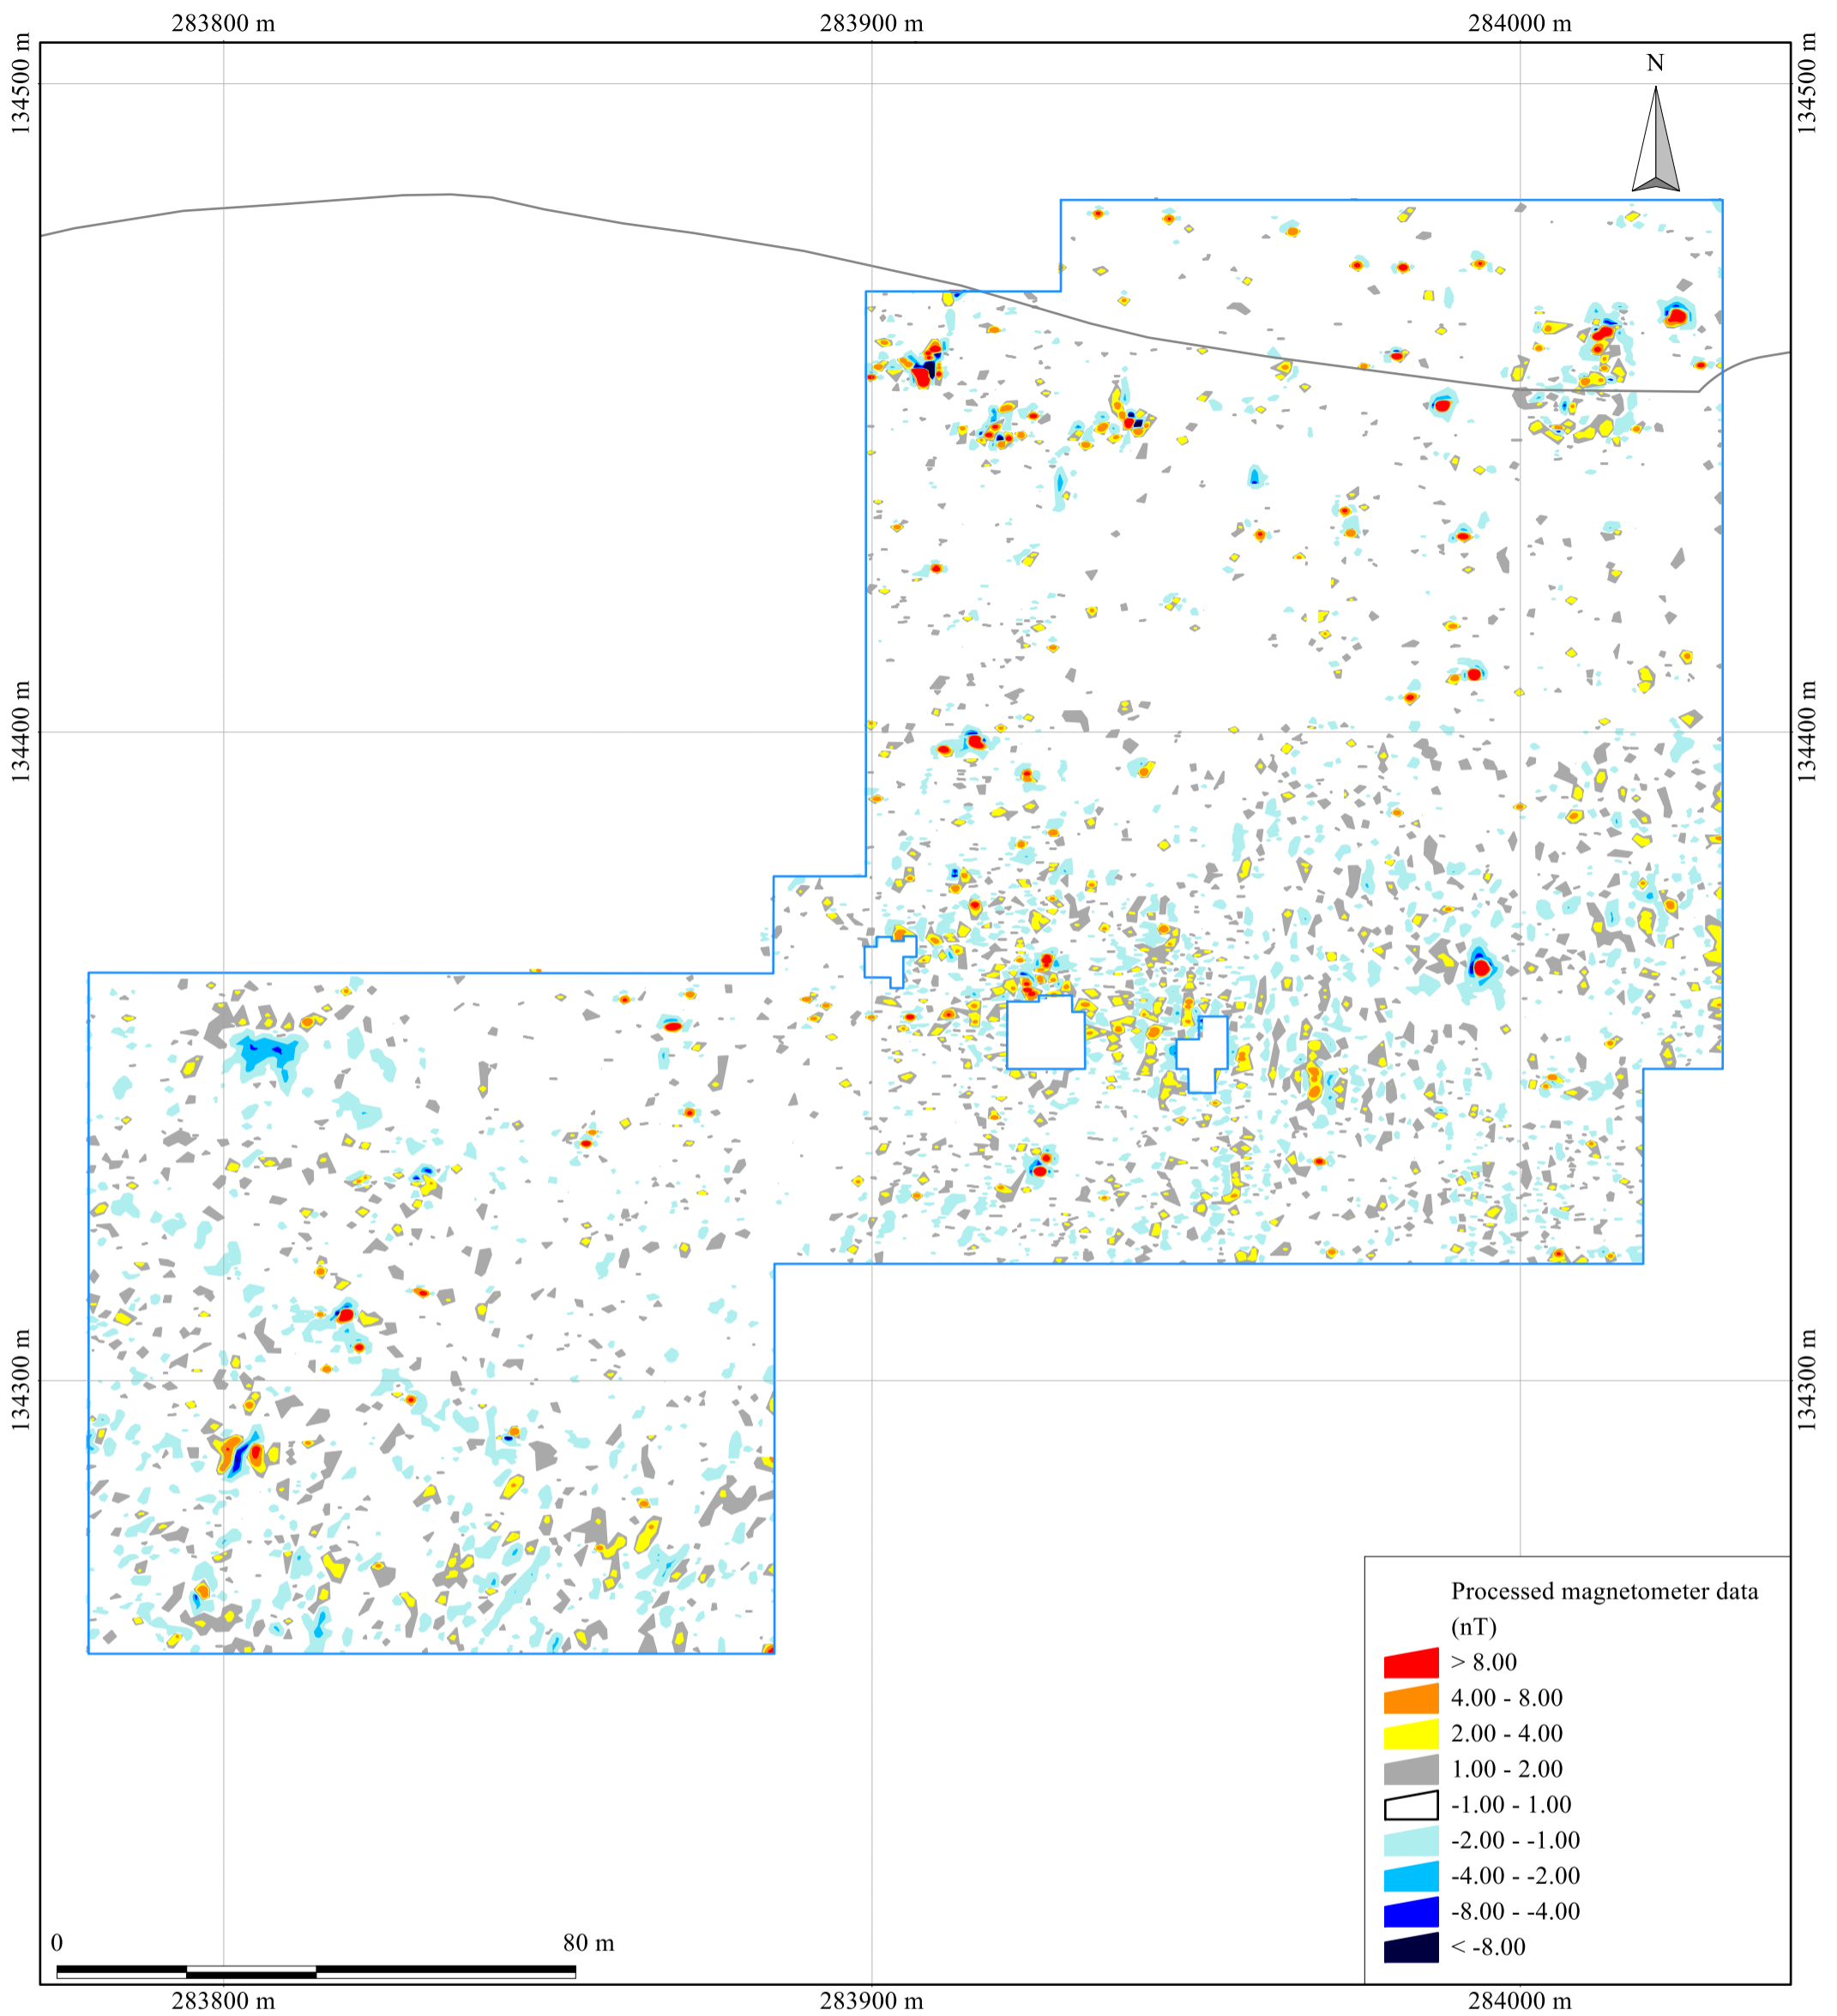 283800 m
283900 m
284000 m
134500 m
134500 m
N
134400 m
134400 m
134300 m
134300 m
Processed magnetometer data
(nT)
> 8.00
4.00 - 8.00
2.00 - 4.00
1.00 - 2.00
-1.00 - 1.00
-2.00 - -1.00
-4.00 - -2.00
-8.00 - -4.00
< -8.00
0
80 m
283800 m
283900 m
284000 m